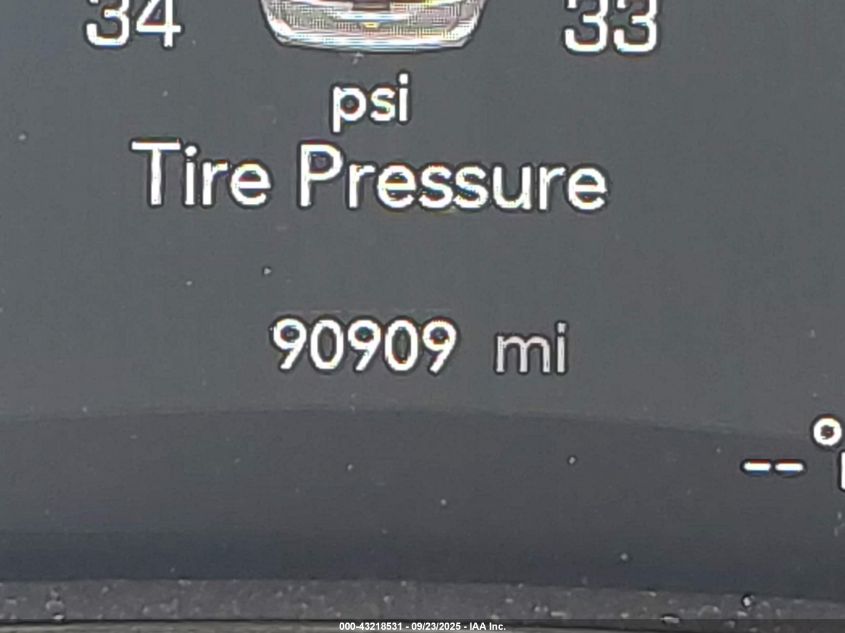 34 33
psi
Tire Pressure
90909 mi
--°
000-43218531 - 09/23/2025 - IAA Inc.